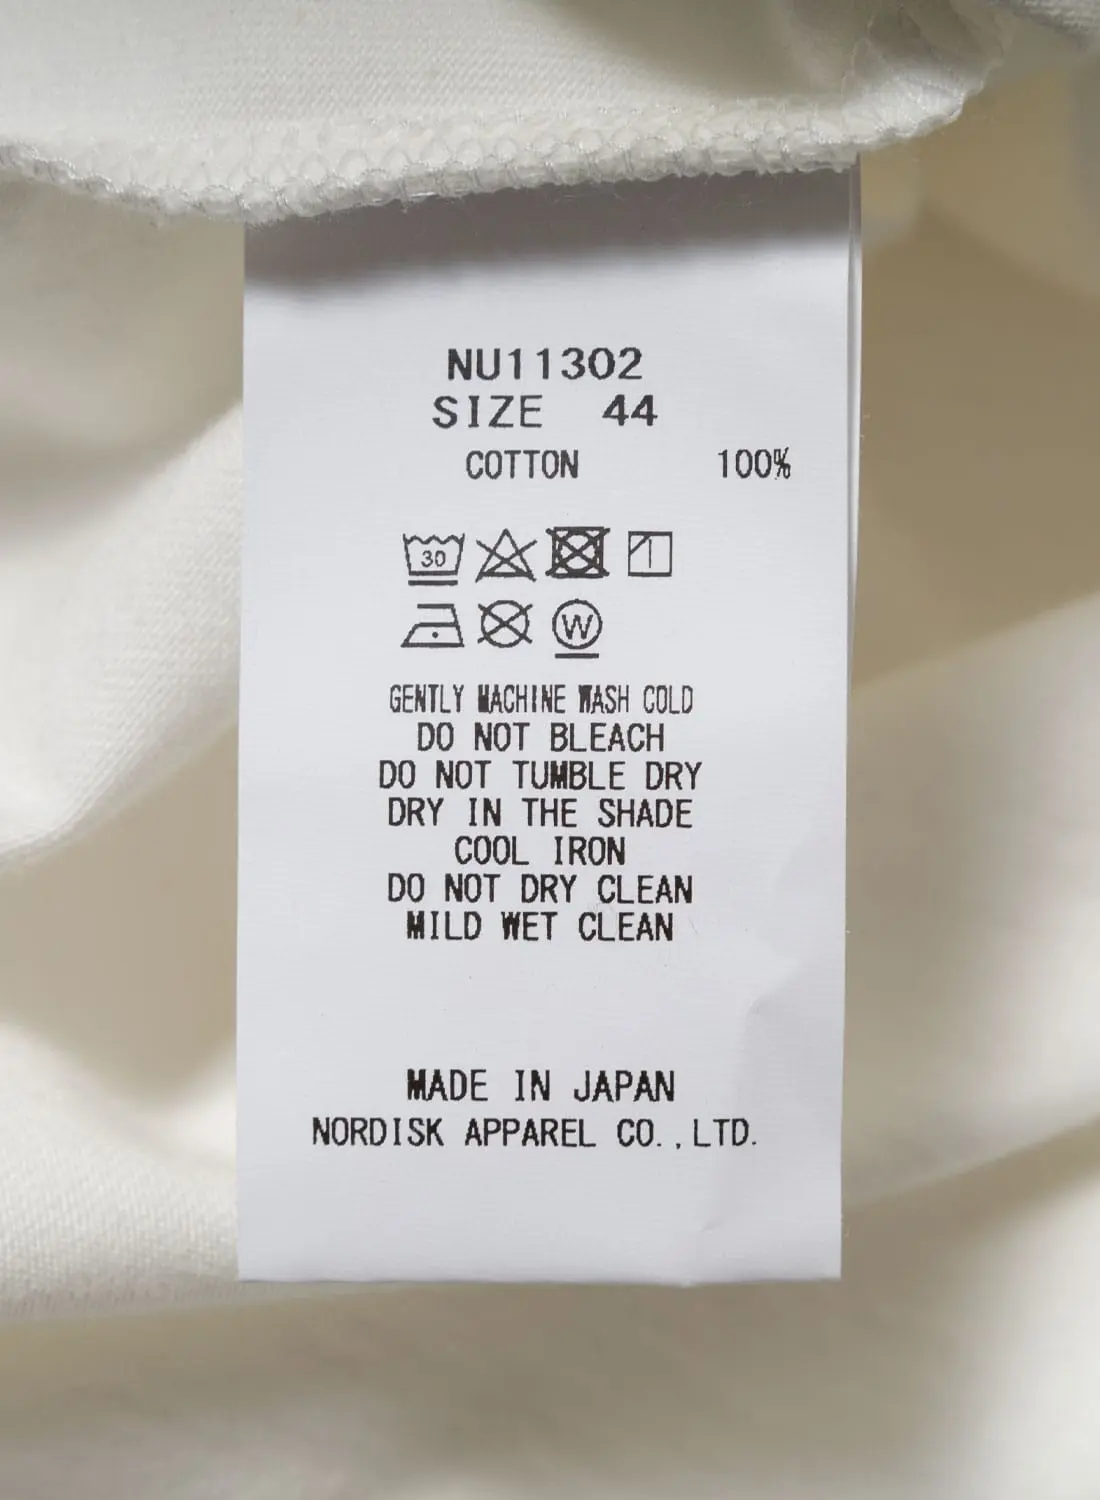 NU11302
SIZE 44
COTTON 100%
30
W
GENTLY MACHINE WASH COLD
DO NOT BLEACH
DO NOT TUMBLE DRY
DRY IN THE SHADE
COOL IRON
DO NOT DRY CLEAN
MILD WET CLEAN
MADE IN JAPAN
NORDISK APPAREL CO.,LTD.